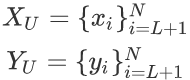 X_U = {x_i}_{i=L+1}^N
Y_U = {y_i}_{i=L+1}^N